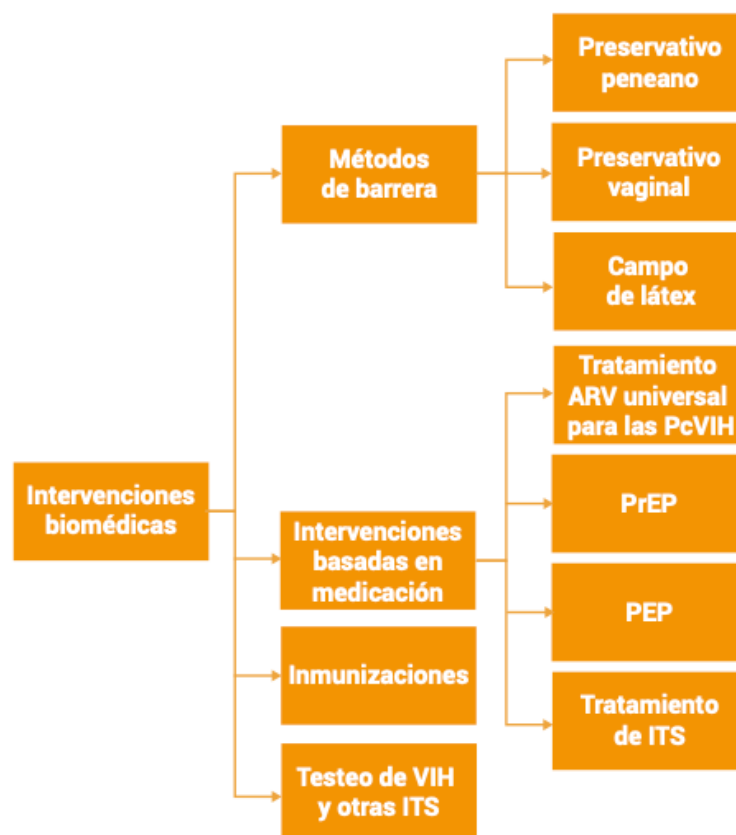 Intervenciones
biomédicas
Métodos
de barrera
Preservativo
peneano
Preservativo
vaginal
Campo
de látex
Intervenciones
basadas en
medicación
Tratamiento
ARV universal
para las PcVIH
PrEP
PEP
Tratamiento
de ITS
Inmunizaciones
Testeo de VIH
y otras ITS